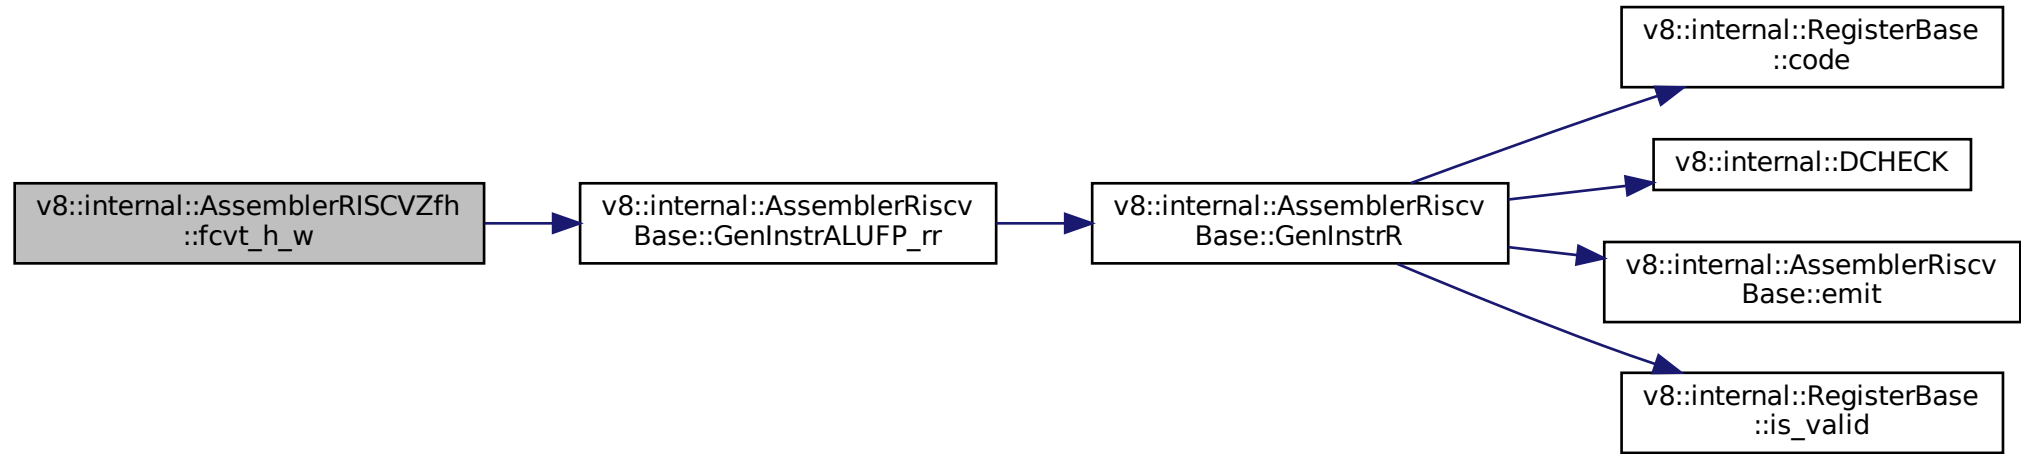 v8::internal::AssemblerRISCVZfh
::fcvt_h_w
v8::internal::AssemblerRiscv
Base::GenInstrALUFP_rr
v8::internal::AssemblerRiscv
Base::GenInstrR
v8::internal::RegisterBase
::code
v8::internal::DCHECK
v8::internal::AssemblerRiscv
Base::emit
v8::internal::RegisterBase
::is_valid